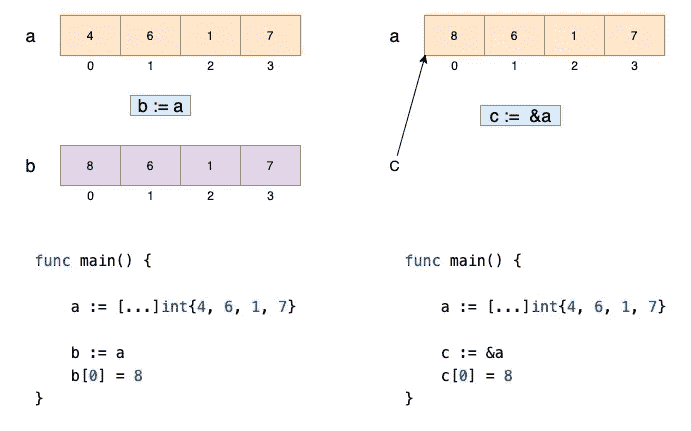 a 4 6 1 7
0 1 2 3
b := a
b 8 6 1 7
0 1 2 3
func main() {
a := [...]int{4, 6, 1, 7}
b := a
b[0] = 8
}
a 8 6 1 7
0 1 2 3
c := &a
c
func main() {
a := [...]int{4, 6, 1, 7}
c := &a
c[0] = 8
}